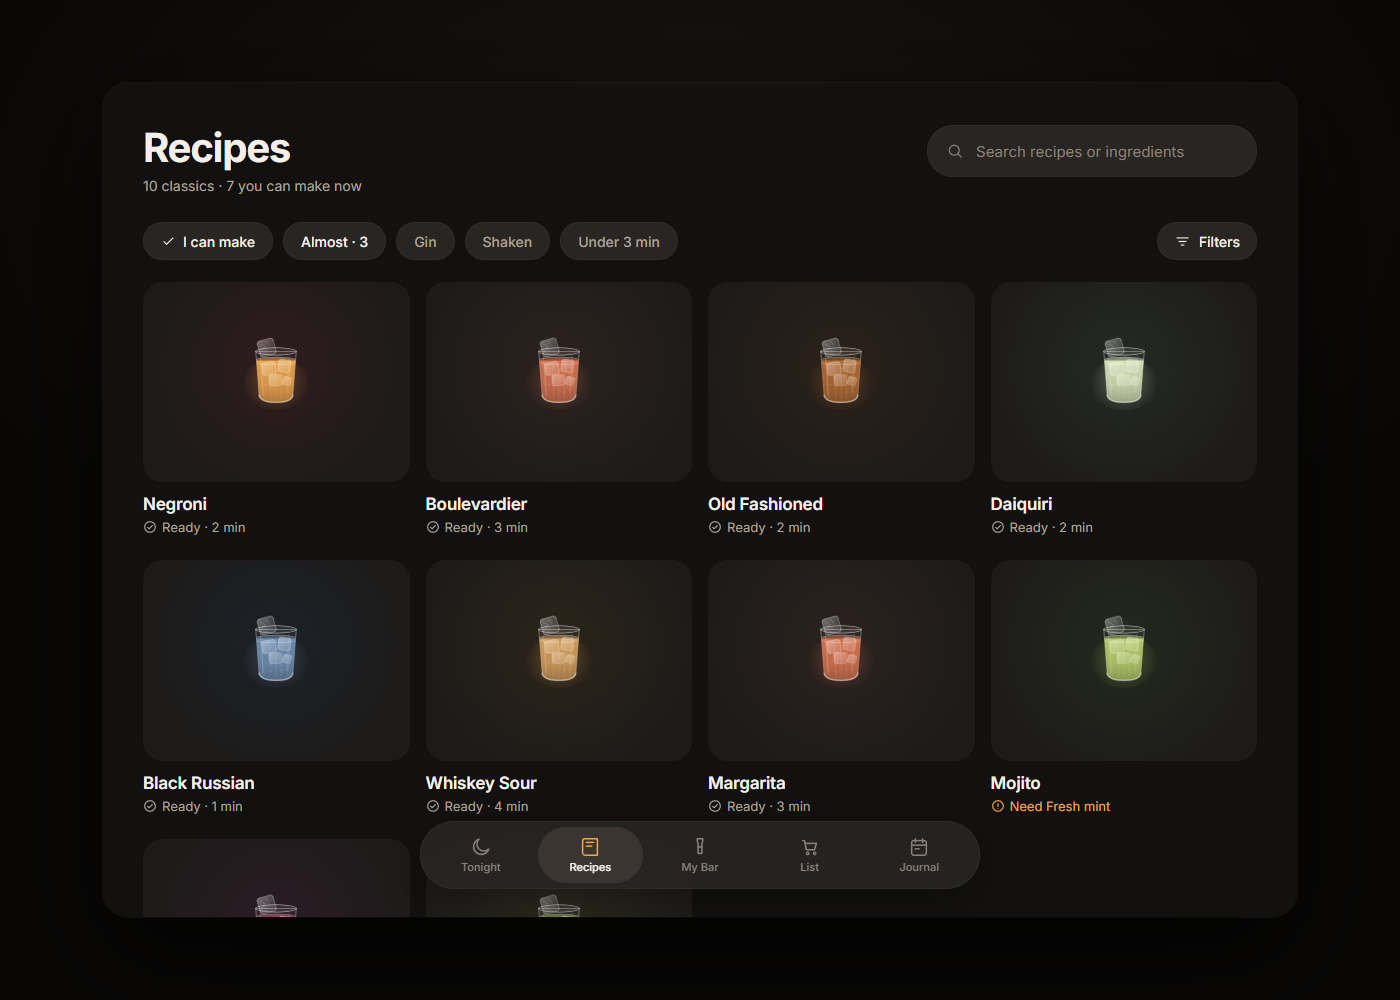 Recipes
10 classics · 7 you can make now
Search recipes or ingredients
I can make
Almost · 3
Gin
Shaken
Under 3 min
Filters
Negroni
Ready · 2 min
Boulevardier
Ready · 3 min
Old Fashioned
Ready · 2 min
Daiquiri
Ready · 2 min
Black Russian
Ready · 1 min
Whiskey Sour
Ready · 4 min
Margarita
Ready · 3 min
Mojito
Need Fresh mint
Tonight
Recipes
My Bar
List
Journal